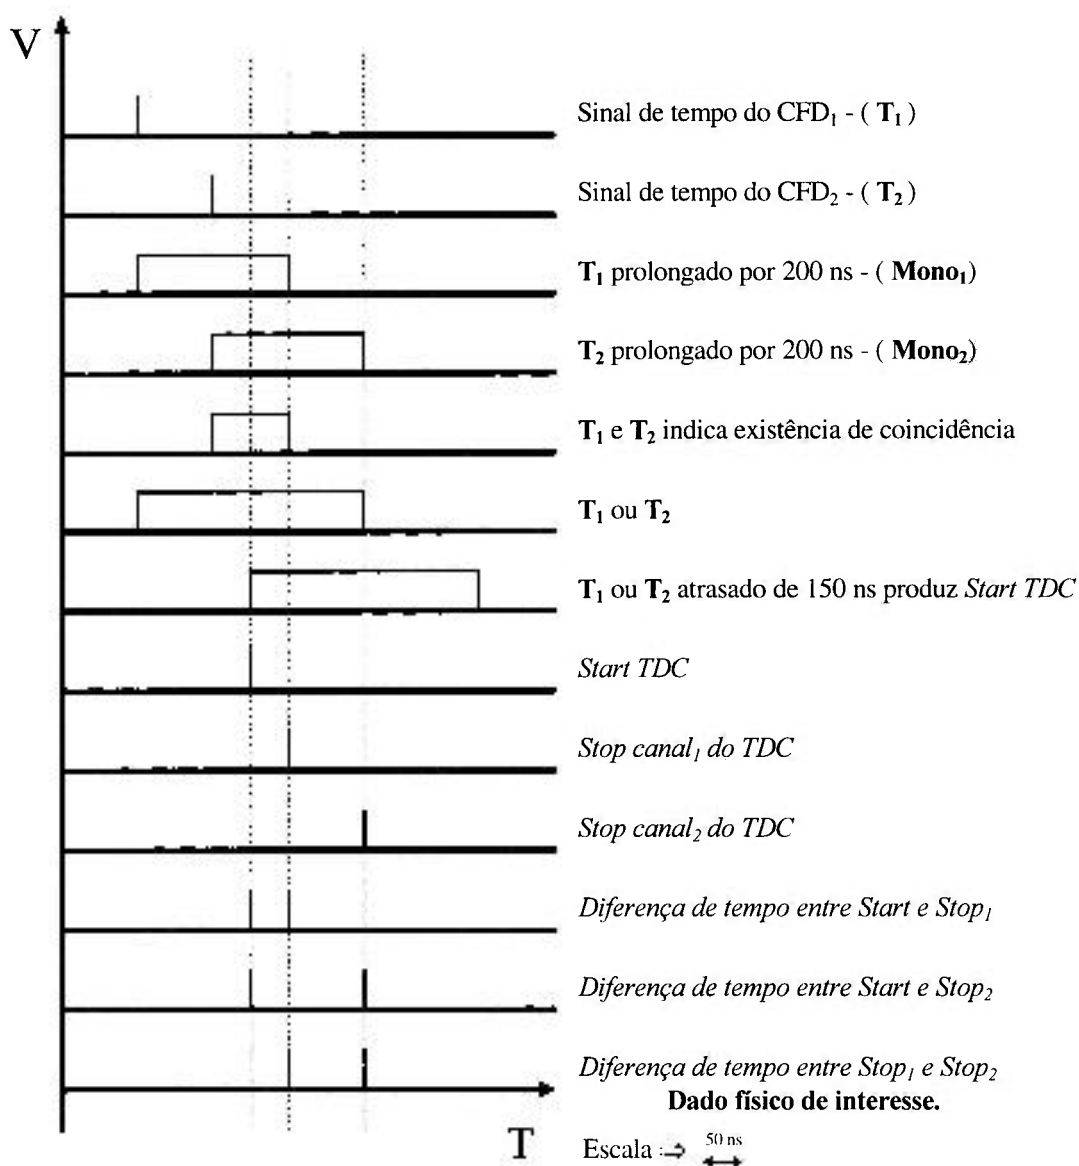 V
Sinal de tempo do CFD₁ - ( T₁ )
Sinal de tempo do CFD₂ - ( T₂ )
T₁ prolongado por 200 ns - ( Mono₁)
T₂ prolongado por 200 ns - ( Mono₂)
T₁ e T₂ indica existência de coincidência
T₁ ou T₂
T₁ ou T₂ atrasado de 150 ns produz Start TDC
Start TDC
Stop canal₁ do TDC
Stop canal₂ do TDC
Diferença de tempo entre Start e Stop₁
Diferença de tempo entre Start e Stop₂
Diferença de tempo entre Stop₁ e Stop₂
Dado físico de interesse.
T
Escala :⇒ 50 ns